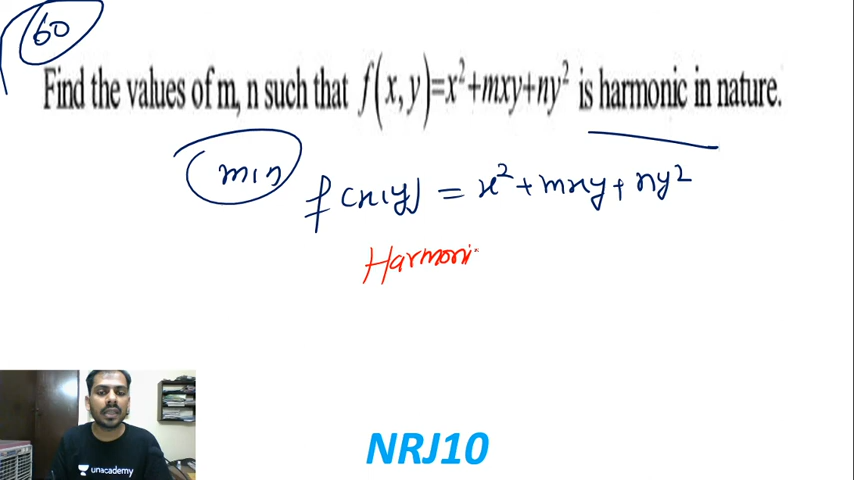 60
Find the values of m, n such that f(x,y)=x²+mxy+ny² is harmonic in nature.
m,n
f(x,y) = x²+mxy+ny²
Harmoni
unacademy
NRJ10